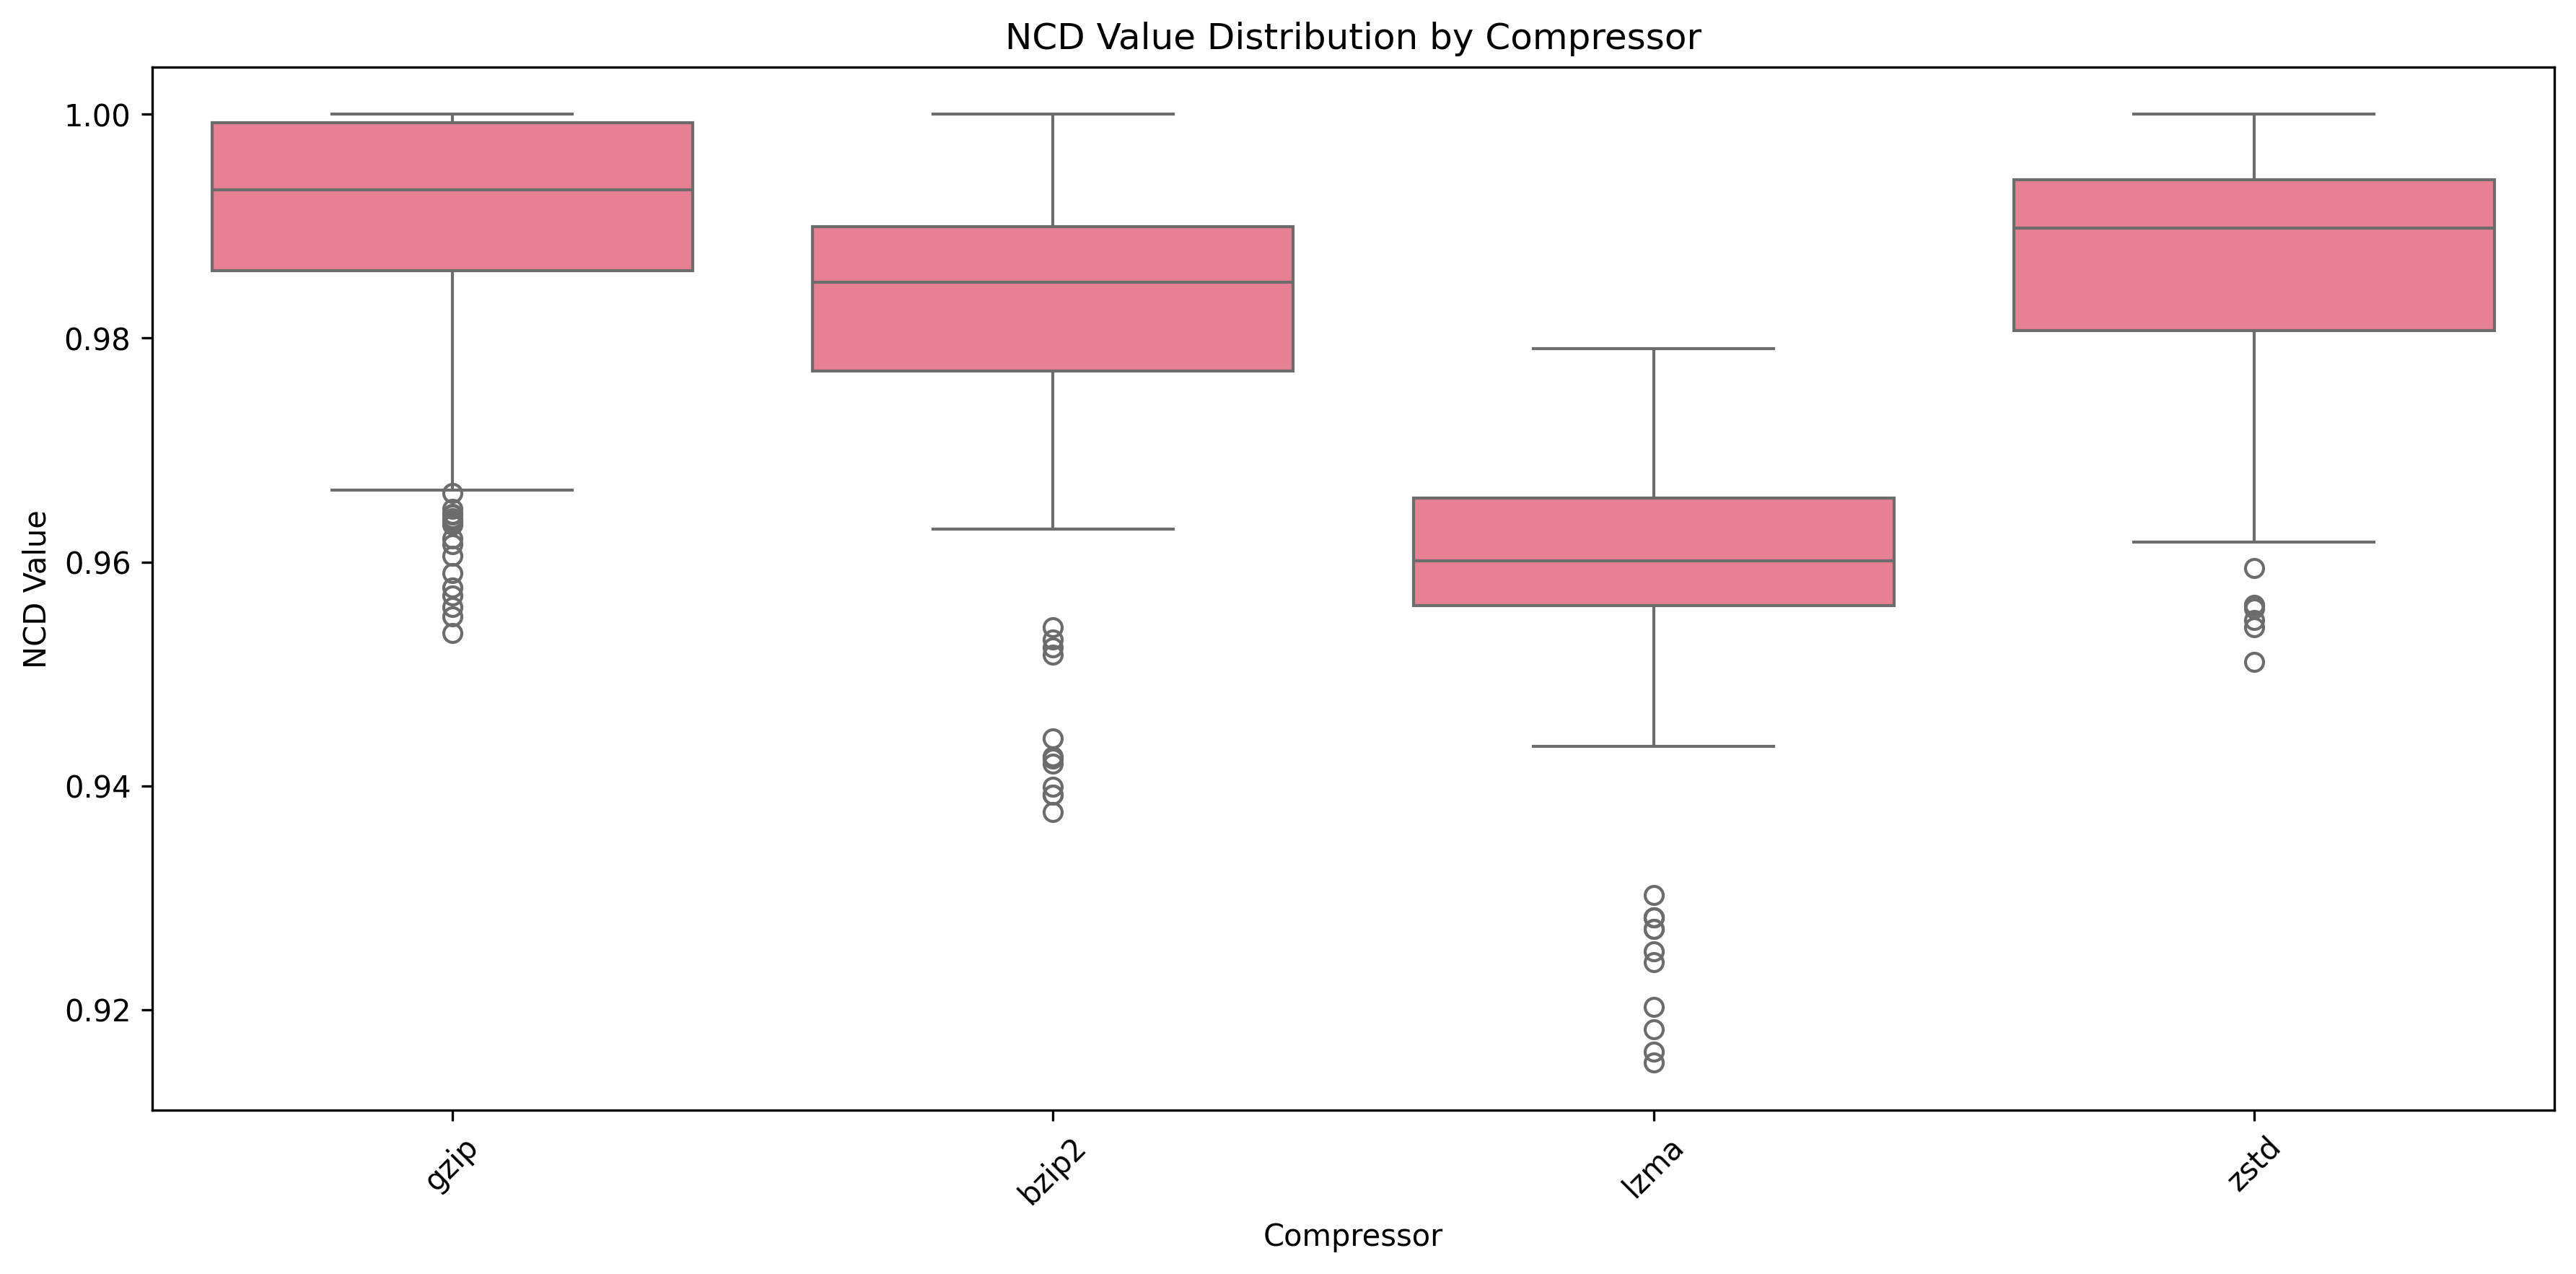 NCD Value Distribution by Compressor
1.00
0.98
0.96
0.94
0.92
NCD Value
gzip
bzip2
lzma
zstd
Compressor